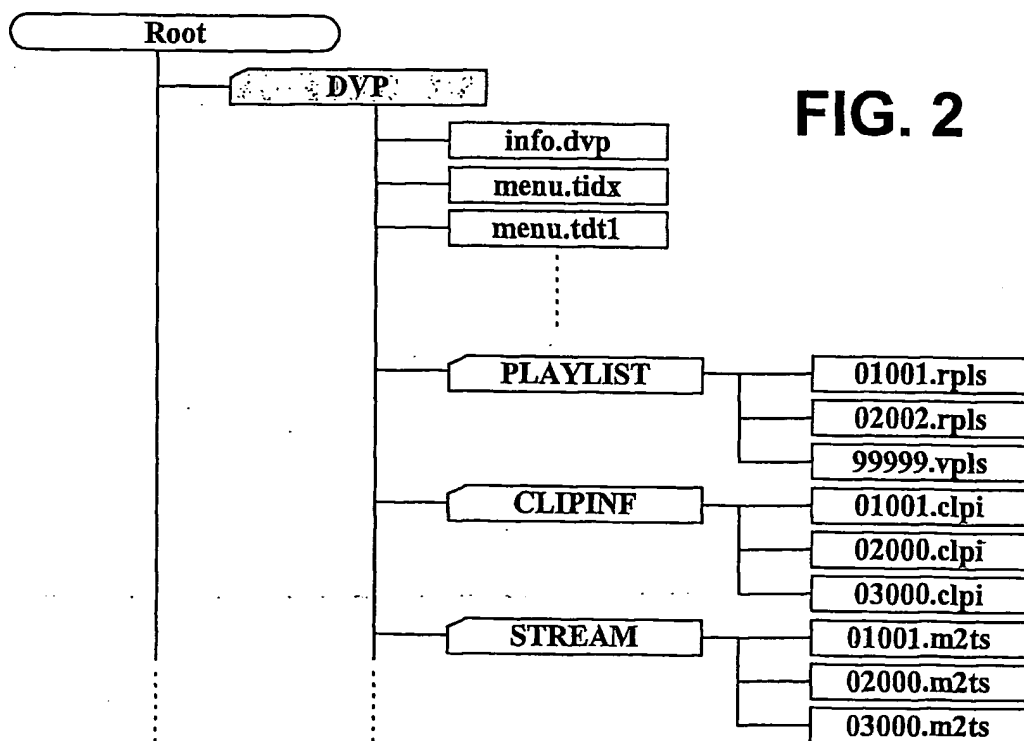 Root
DVP
FIG. 2
info.dvp
menu.tidx
menu.tdt1
PLAYLIST
01001.rpls
02002.rpls
99999.vpls
CLIPINF
01001.clpi
02000.clpi
03000.clpi
STREAM
01001.m2ts
02000.m2ts
03000.m2ts